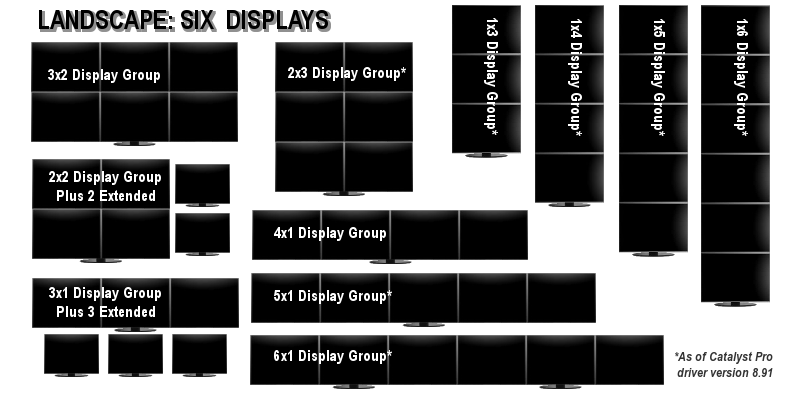 LANDSCAPE: SIX DISPLAYS
3x2 Display Group
2x3 Display Group*
1x3 Display Group*
1x4 Display Group*
1x5 Display Group*
1x6 Display Group*
2x2 Display Group
Plus 2 Extended
4x1 Display Group
3x1 Display Group
Plus 3 Extended
5x1 Display Group*
6x1 Display Group*
*As of Catalyst Pro
driver version 8.91